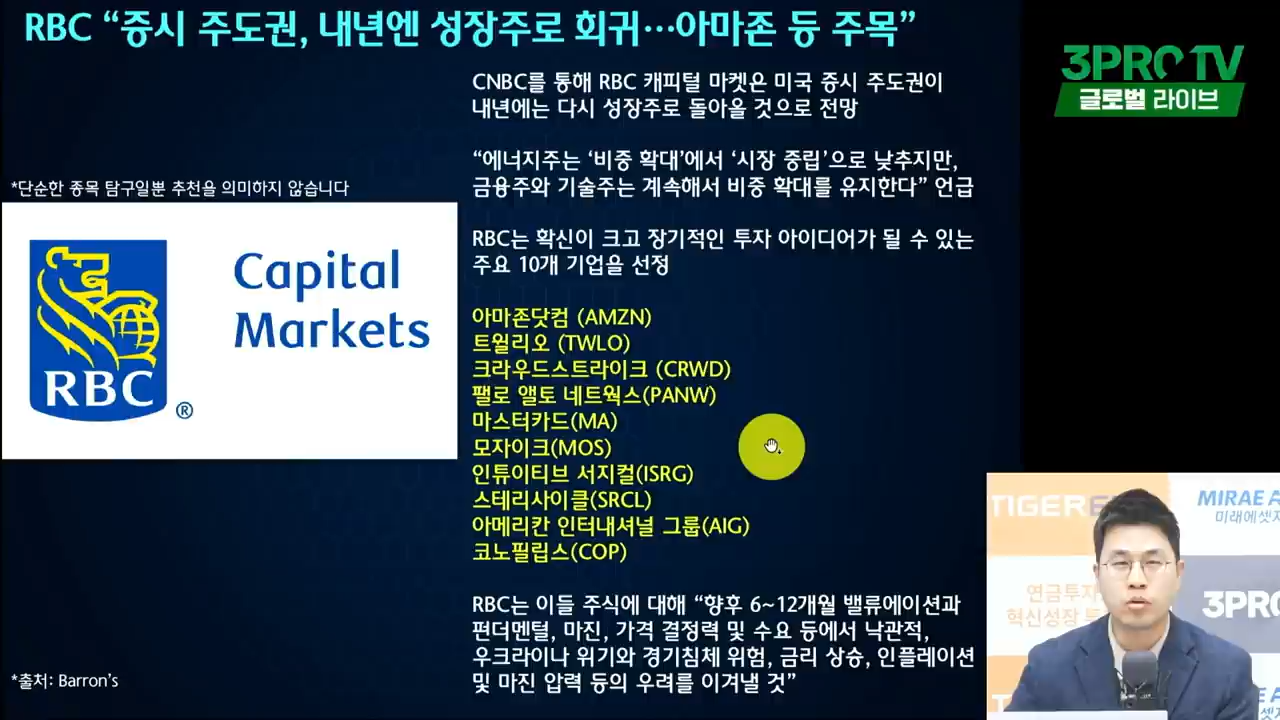 RBC “증시 주도권, 내년엔 성장주로 회귀…아마존 등 주목”
3PRO TV
글로벌 라이브
CNBC를 통해 RBC 캐피털 마켓은 미국 증시 주도권이
내년에는 다시 성장주로 돌아올 것으로 전망
“에너지주는 ‘비중 확대’에서 ‘시장 중립’으로 낮추지만,
금융주와 기술주는 계속해서 비중 확대를 유지한다” 언급
*단순한 종목 탐구일뿐 추천을 의미하지 않습니다
RBC는 확신이 크고 장기적인 투자 아이디어가 될 수 있는
주요 10개 기업을 선정
Capital
Markets
RBC
®
아마존닷컴 (AMZN)
트윌리오 (TWLO)
크라우드스트라이크 (CRWD)
팰로 앨토 네트웍스(PANW)
마스터카드(MA)
모자이크(MOS)
인튜이티브 서지컬(ISRG)
스테리사이클(SRCL)
아메리칸 인터내셔널 그룹(AIG)
코노필립스(COP)
RBC는 이들 주식에 대해 “향후 6~12개월 밸류에이션과
펀더멘털, 마진, 가격 결정력 및 수요 등에서 낙관적,
우크라이나 위기와 경기침체 위험, 금리 상승, 인플레이션
및 마진 압력 등의 우려를 이겨낼 것”
*출처: Barron’s
TIGER
MIRAE A
미래에셋자
연금투자
혁신성장
3PRO